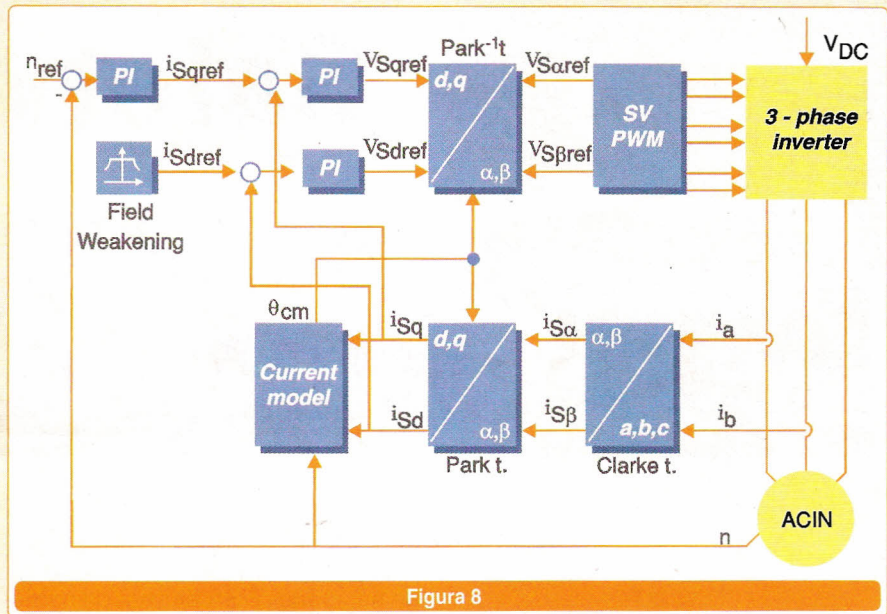 Park⁻¹t
V_DC
n_ref
-
PI
i_Sqref
PI
V_Sqref
d,q
V_Sαref
SV
PWM
3 - phase
inverter
i_Sdref
PI
V_Sdref
α,β
V_Sβref
Field
Weakening
θ_cm
i_Sq
d,q
i_Sα
α,β
i_a
Current
model
i_Sd
α,β
i_Sβ
a,b,c
i_b
Park t.
Clarke t.
ACIN
n
Figura 8